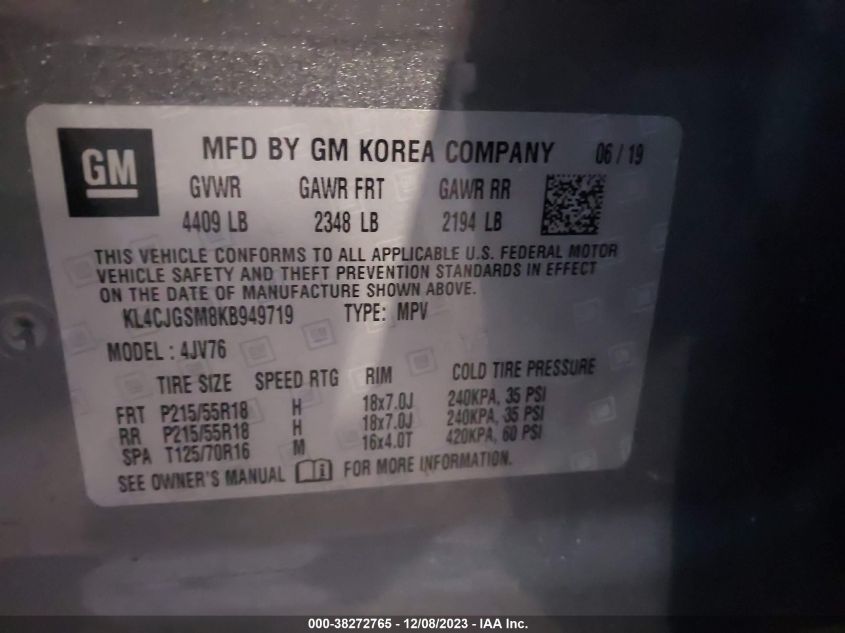 GM MFD BY GM KOREA COMPANY 06 / 19
GVWR GAWR FRT GAWR RR
4409 LB 2348 LB 2194 LB
THIS VEHICLE CONFORMS TO ALL APPLICABLE U.S. FEDERAL MOTOR
VEHICLE SAFETY AND THEFT PREVENTION STANDARDS IN EFFECT
ON THE DATE OF MANUFACTURE SHOWN ABOVE.
KL4CJGSM8KB949719 TYPE: MPV
MODEL : 4JV76
TIRE SIZE SPEED RTG RIM COLD TIRE PRESSURE
FRT P215/55R18 H 18x7.0J 240KPA, 35 PSI
RR P215/55R18 H 18x7.0J 240KPA, 35 PSI
SPA T125/70R16 M 16x4.0T 420KPA, 60 PSI
SEE OWNER'S MANUAL FOR MORE INFORMATION.
000-38272765 - 12/08/2023 - IAA Inc.